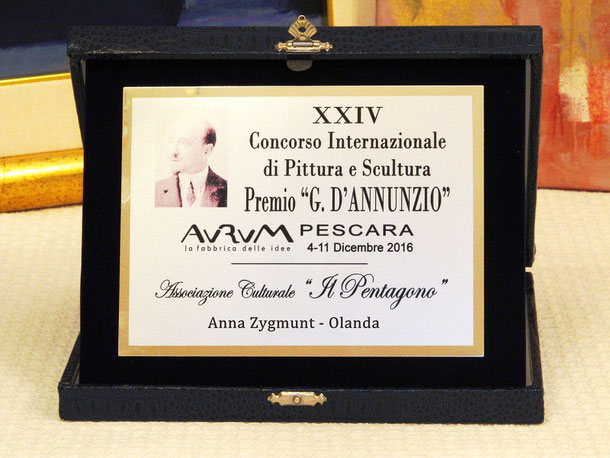 XXIV
Concorso Internazionale
di Pittura e Scultura
Premio “G. D’ANNUNZIO”
AVRVM PESCARA
la fabbrica delle idee 4-11 Dicembre 2016
Associazione Culturale “Il Pentagono”
Anna Zygmunt - Olanda